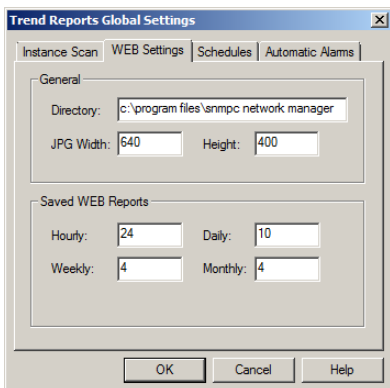 Trend Reports Global Settings
Instance Scan WEB Settings Schedules Automatic Alarms
General
Directory: c:\program files\snmpc network manager
JPG Width: 640 Height: 400
Saved WEB Reports
Hourly: 24 Daily: 10
Weekly: 4 Monthly: 4
OK Cancel Help